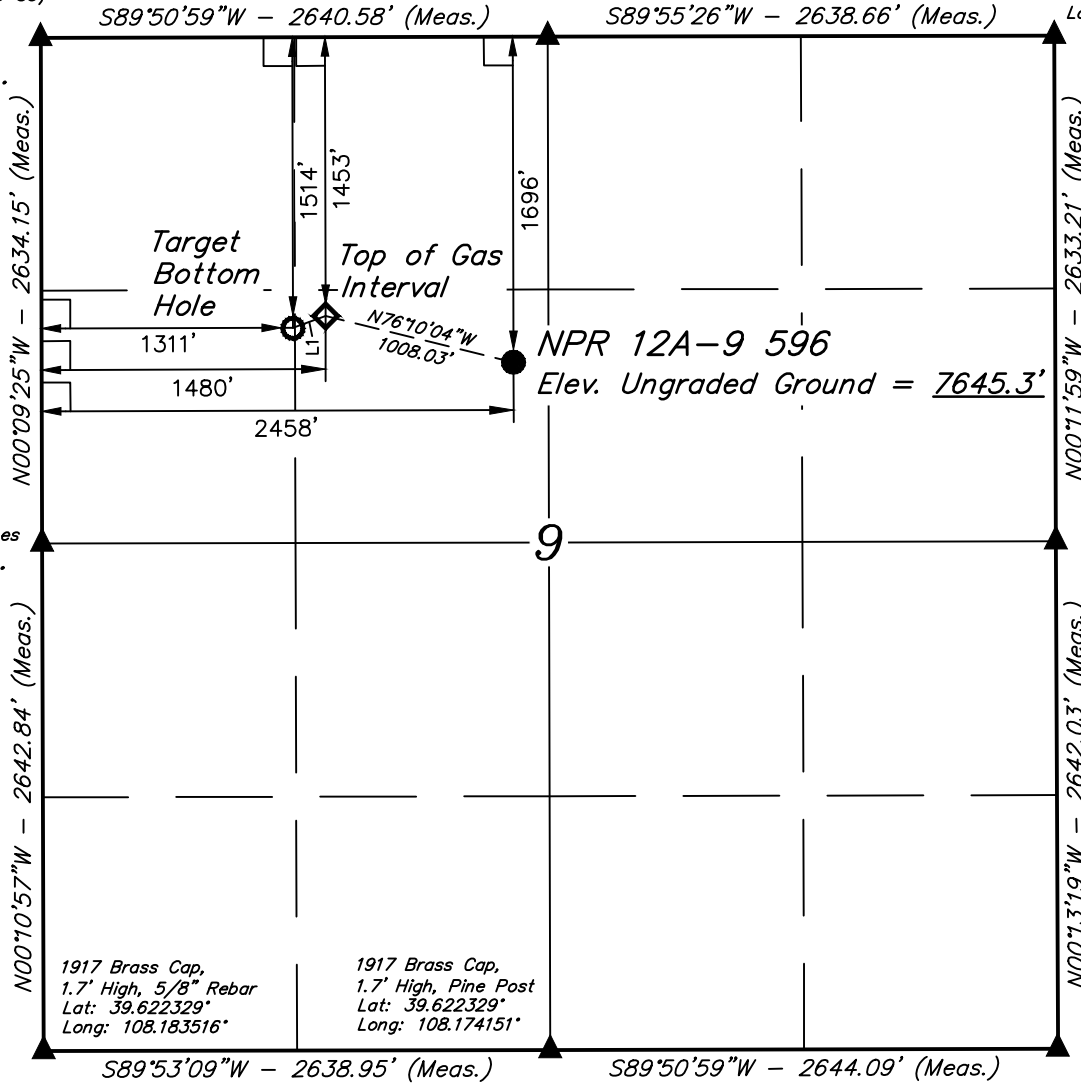 S89°50'59"W - 2640.58' (Meas.)
S89°55'26"W - 2638.66' (Meas.)
N00°09'25"W - 2634.15' (Meas.)
N00°11'59"W - 2633.21' (Meas.)
1514'
1453'
1696'
Target
Bottom
Hole
Top of Gas
Interval
N76°10'04"W
1008.03'
L1
1311'
1480'
2458'
NPR 12A-9 596
Elev. Ungraded Ground = 7645.3'
es
9
N00°10'57"W - 2642.84' (Meas.)
N00°13'19"W - 2642.03' (Meas.)
1917 Brass Cap,
1.7' High, 5/8" Rebar
Lat: 39.622329°
Long: 108.183516°
1917 Brass Cap,
1.7' High, Pine Post
Lat: 39.622329°
Long: 108.174151°
S89°53'09"W - 2638.95' (Meas.)
S89°50'59"W - 2644.09' (Meas.)